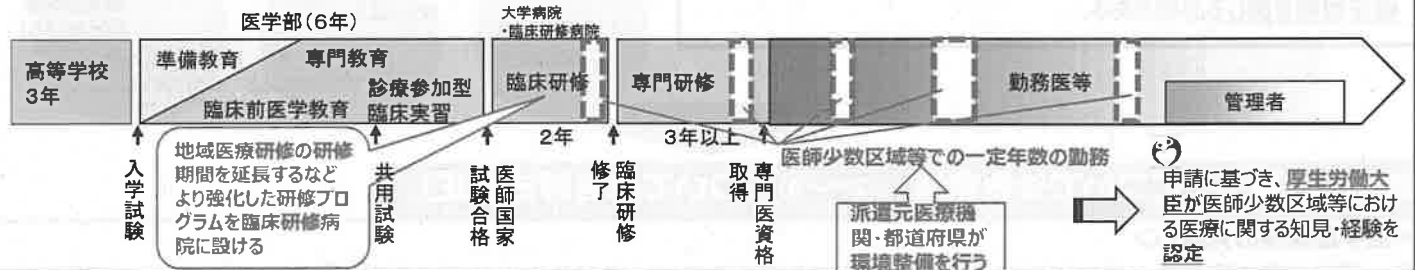 医学部(6年)
大学病院
・臨床研修病院
高等学校
3年
準備教育
専門教育
臨床前医学教育
診療参加型
臨床実習
臨床研修
専門研修
勤務医等
管理者
2年
3年以上
入学試験
共用試験
医師国家
試験合格
臨床研修
修了
専門医資格
取得
地域医療研修の研修
期間を延長するなど
より強化した研修プロ
グラムを臨床研修病
院に設ける
医師少数区域等での一定年数の勤務
派遣元医療機
関・都道府県が
環境整備を行う
申請に基づき、厚生労働大
臣が医師少数区域等におけ
る医療に関する知見・経験を
認定